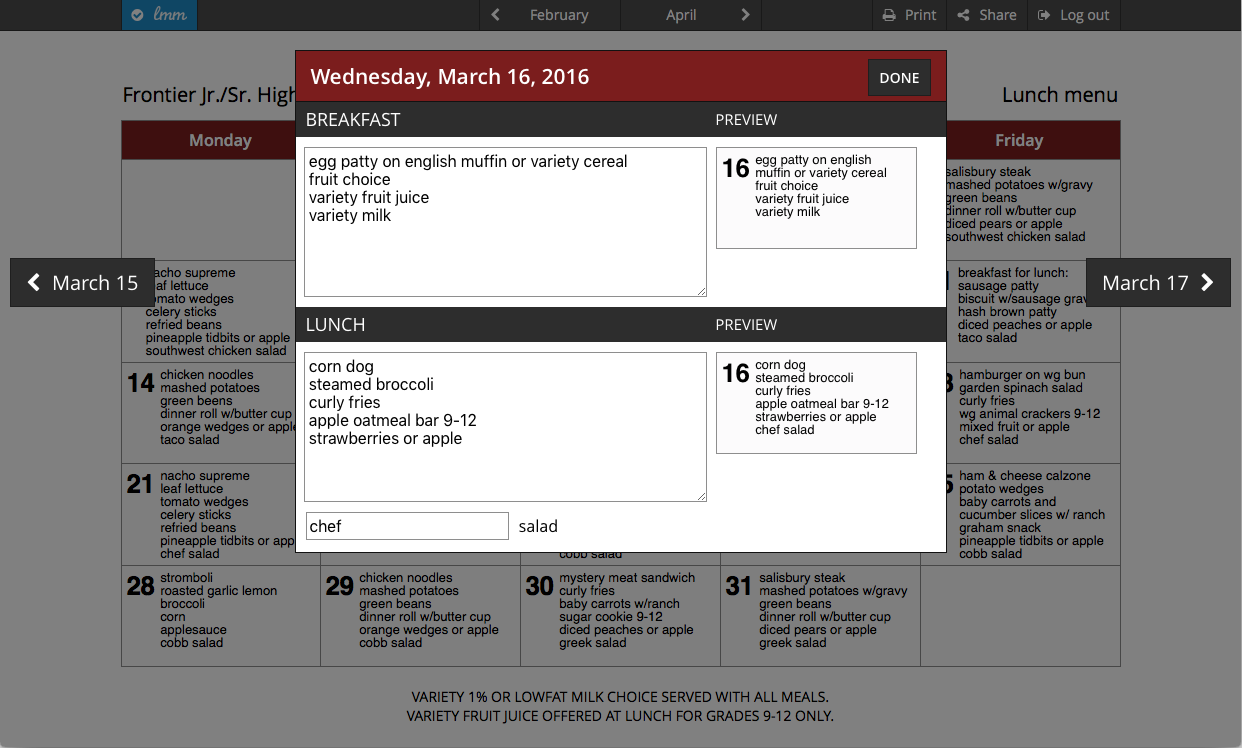 lmm
February
April
Print
Share
Log out
Wednesday, March 16, 2016
DONE
Frontier Jr./Sr. High
Lunch menu
BREAKFAST
PREVIEW
Monday
Friday
egg patty on english muffin or variety cereal
fruit choice
variety fruit juice
variety milk
16
egg patty on english
muffin or variety cereal
fruit choice
variety fruit juice
variety milk
salisbury steak
mashed potatoes w/gravy
green beans
dinner roll w/butter cup
diced pears or apple
southwest chicken salad
March 15
March 17
nacho supreme
leaf lettuce
tomato wedges
celery sticks
refried beans
pineapple tidbits or apple
southwest chicken salad
breakfast for lunch:
sausage patty
biscuit w/sausage
hash brown patty
diced peaches or apple
taco salad
LUNCH
PREVIEW
corn dog
steamed broccoli
curly fries
apple oatmeal bar 9-12
strawberries or apple
16
corn dog
steamed broccoli
curly fries
apple oatmeal bar 9-12
strawberries or apple
chef salad
chef
salad
14
chicken noodles
mashed potatoes
green beens
dinner roll w/butter cup
orange wedges or apple
taco salad
hamburger on wg bun
garden spinach salad
curly fries
wg animal crackers 9-12
mixed fruit or apple
chef salad
21
nacho supreme
leaf lettuce
tomato wedges
celery sticks
refried beans
pineapple tidbits or app
chef salad
cobb salad
ham & cheese calzone
potato wedges
baby carrots and
cucumber slices w/ ranch
graham snack
pineapple tidbits or apple
cobb salad
28
stromboli
roasted garlic lemon
broccoli
corn
applesauce
cobb salad
29
chicken noodles
mashed potatoes
green beans
dinner roll w/butter cup
orange wedges or apple
cobb salad
30
mystery meat sandwich
curly fries
baby carrots w/ranch
sugar cookie 9-12
diced peaches or apple
greek salad
31
salisbury steak
mashed potatoes w/gravy
green beans
dinner roll w/butter cup
diced pears or apple
greek salad
VARIETY 1% OR LOWFAT MILK CHOICE SERVED WITH ALL MEALS.
VARIETY FRUIT JUICE OFFERED AT LUNCH FOR GRADES 9-12 ONLY.